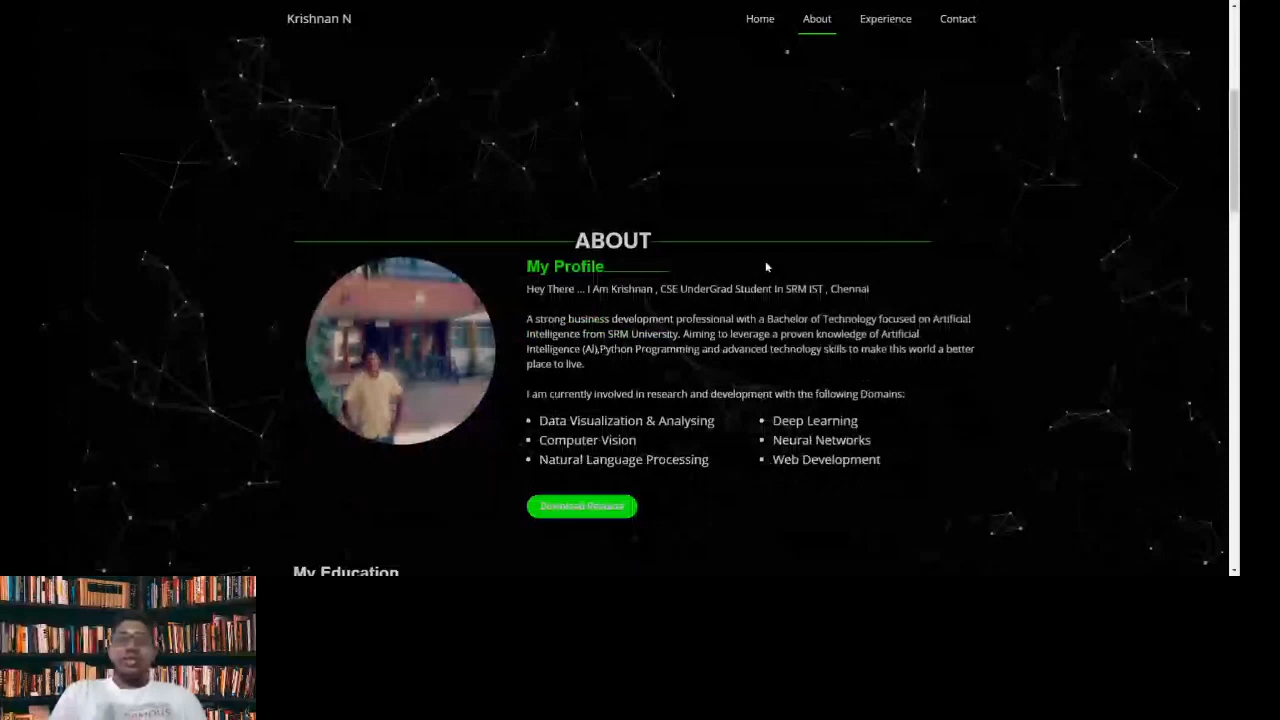 Krishnan N
Home
About
Experience
Contact
ABOUT
My Profile
Hey There ... I Am Krishnan , CSE UnderGrad Student in SRM IST , Chennai
A strong business development professional with a Bachelor of Technology focused on Artificial
Intelligence from SRM University. Aiming to leverage a proven knowledge of Artificial
Intelligence (AI),Python Programming and advanced technology skills to make this world a better
place to live.
I am currently involved in research and development with the following Domains:
Data Visualization & Analysing
Computer Vision
Natural Language Processing
Deep Learning
Neural Networks
Web Development
Download Resume
My Education